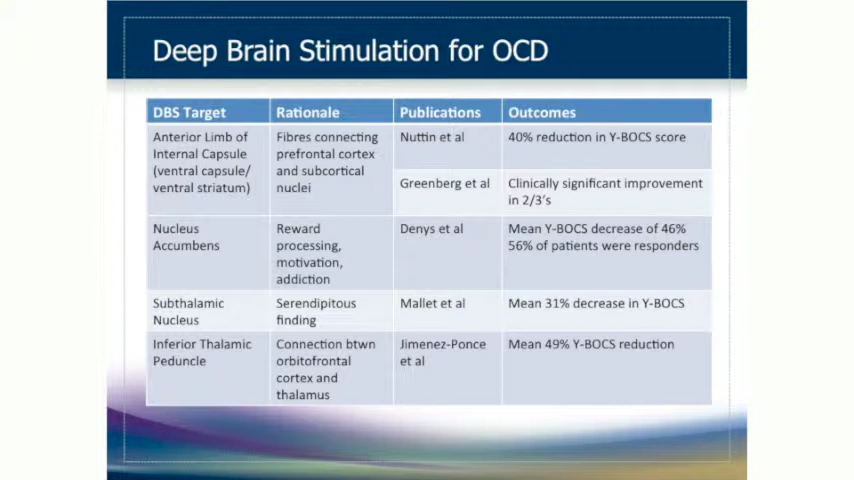 Deep Brain Stimulation for OCD
DBS Target
Rationale
Publications
Outcomes
Anterior Limb of
Internal Capsule
(ventral capsule/
ventral striatum)
Fibres connecting
prefrontal cortex
and subcortical
nuclei
Nuttin et al
40% reduction in Y-BOCS score
Greenberg et al
Clinically significant improvement
in 2/3's
Nucleus
Accumbens
Reward
processing,
motivation,
addiction
Denys et al
Mean Y-BOCS decrease of 46%
56% of patients were responders
Subthalamic
Nucleus
Serendipitous
finding
Mallet et al
Mean 31% decrease in Y-BOCS
Inferior Thalamic
Peduncle
Connection btwn
orbitofrontal
cortex and
thalamus
Jimenez-Ponce
et al
Mean 49% Y-BOCS reduction